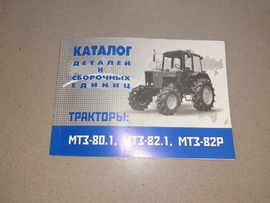 КАТАЛОГ
ДЕТАЛЕЙ
И
СБОРОЧНЫХ
ЕДИНИЦ
ТРАКТОРЫ:
МТЗ-80.1, МТЗ-82.1, МТЗ-82Р